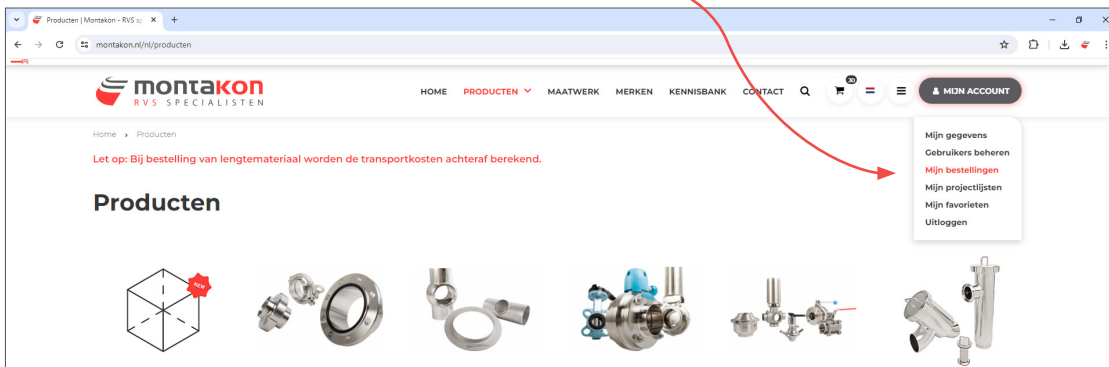 Producten | Montakon - RVS sp
montakon.nl/nl/producten
montakon
RVS SPECIALISTEN
HOME PRODUCTEN MAATWERK MERKEN KENNISBANK CONTACT 30 MIJN ACCOUNT
Mijn gegevens
Gebruikers beheren
Mijn bestellingen
Mijn projectlijsten
Mijn favorieten
Uitloggen
Home > Producten
Let op: Bij bestelling van lengtemateriaal worden de transportkosten achteraf berekend.
Producten
NEW